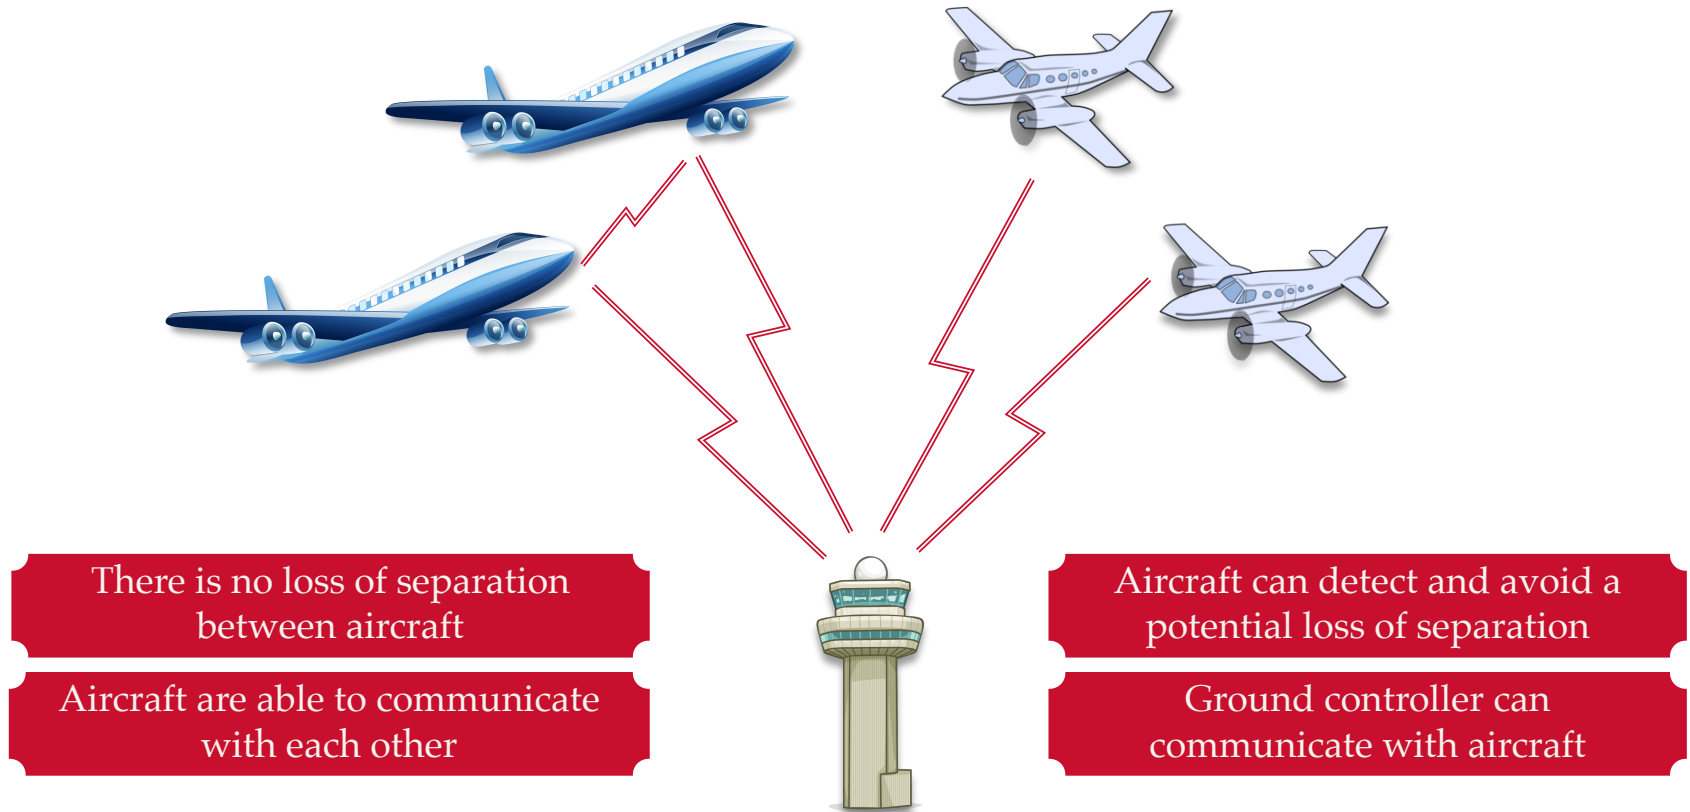 There is no loss of separation
between aircraft
Aircraft are able to communicate
with each other
Aircraft can detect and avoid a
potential loss of separation
Ground controller can
communicate with aircraft